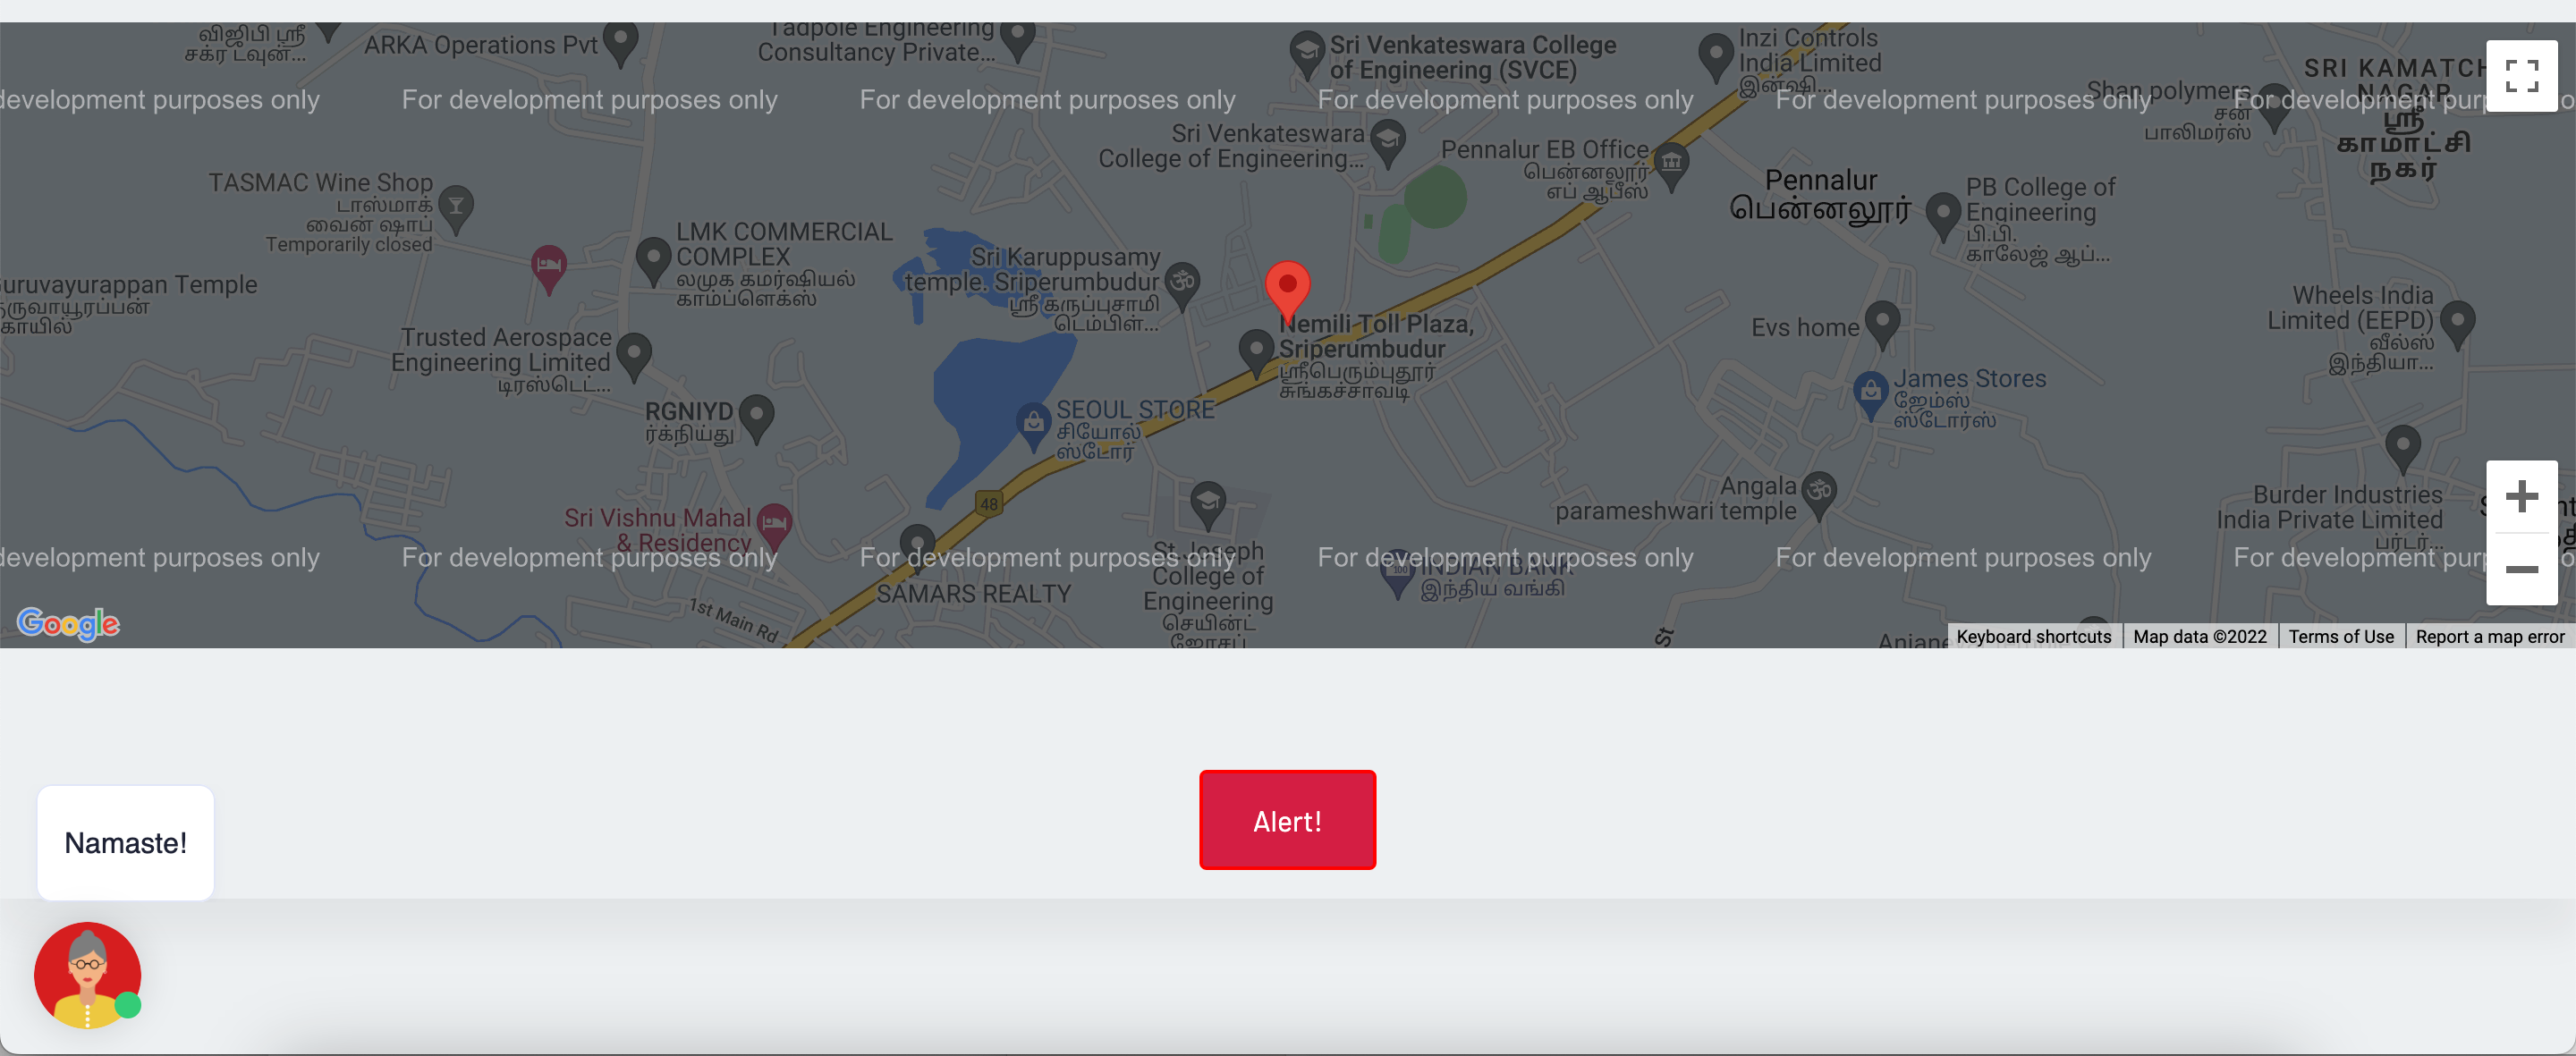 விஜிபி ஸ்ரீ
சக்ர டவுன்...
ARKA Operations Pvt
Tadpole Engineering
Consultancy Private...
Sri Venkateswara College
of Engineering (SVCE)
Inzi Controls
India Limited
இன்ஷி...
SRI KAMATCH
NAGAR
ஸ்ரீ
காமாட்சி
நகர்
Shan polymers
சன்
பாலிமர்ஸ்
development purposes only
For development purposes only
For development purposes only
For development purposes only
For development purposes only
For development purp
Sri Venkateswara
College of Engineering...
Pennalur EB Office
பென்னலூர்
எப் ஆபீஸ்
Pennalur
பென்னலூர்
PB College of
Engineering
பி.பி.
காலேஜ் ஆப்...
TASMAC Wine Shop
டாஸ்மாக்
வைன் ஷாப்
Temporarily closed
LMK COMMERCIAL
COMPLEX
லமுக கமர்ஷியல்
காம்ப்ளெக்ஸ்
Sri Karuppusamy
temple. Sriperumbudur
ஸ்ரீ கருப்புசாமி
டெம்பிள்...
uruvayurappan Temple
குருவாயூரப்பன்
கோயில்
Nemili Toll Plaza,
Sriperumbudur
ஸ்ரீபெரும்புதூர்
சுங்கச்சாவடி
Wheels India
Limited (EEPD)
வீல்ஸ்
இந்தியா...
Evs home
Trusted Aerospace
Engineering Limited
டிரஸ்டெட்...
James Stores
ஜேம்ஸ்
ஸ்டோர்ஸ்
RGNIYD
ர்க்நிய்து
SEOUL STORE
சியோல்
ஸ்டோர்
48
Angala
parameshwari temple
Burder Industries
India Private Limited
பர்டர்...
Sri Vishnu Mahal
& Residency
development purposes only
For development purposes only
For development purposes only
For development purposes only
For development purposes only
For development purp
St.Joseph
College of
Engineering
செயின்ட்
ஜோசப்
INDIAN BANK
இந்திய வங்கி
100
SAMARS REALTY
1st Main Rd
St
Google
Keyboard shortcuts
Map data ©2022
Terms of Use
Report a map error
Alert!
Namaste!